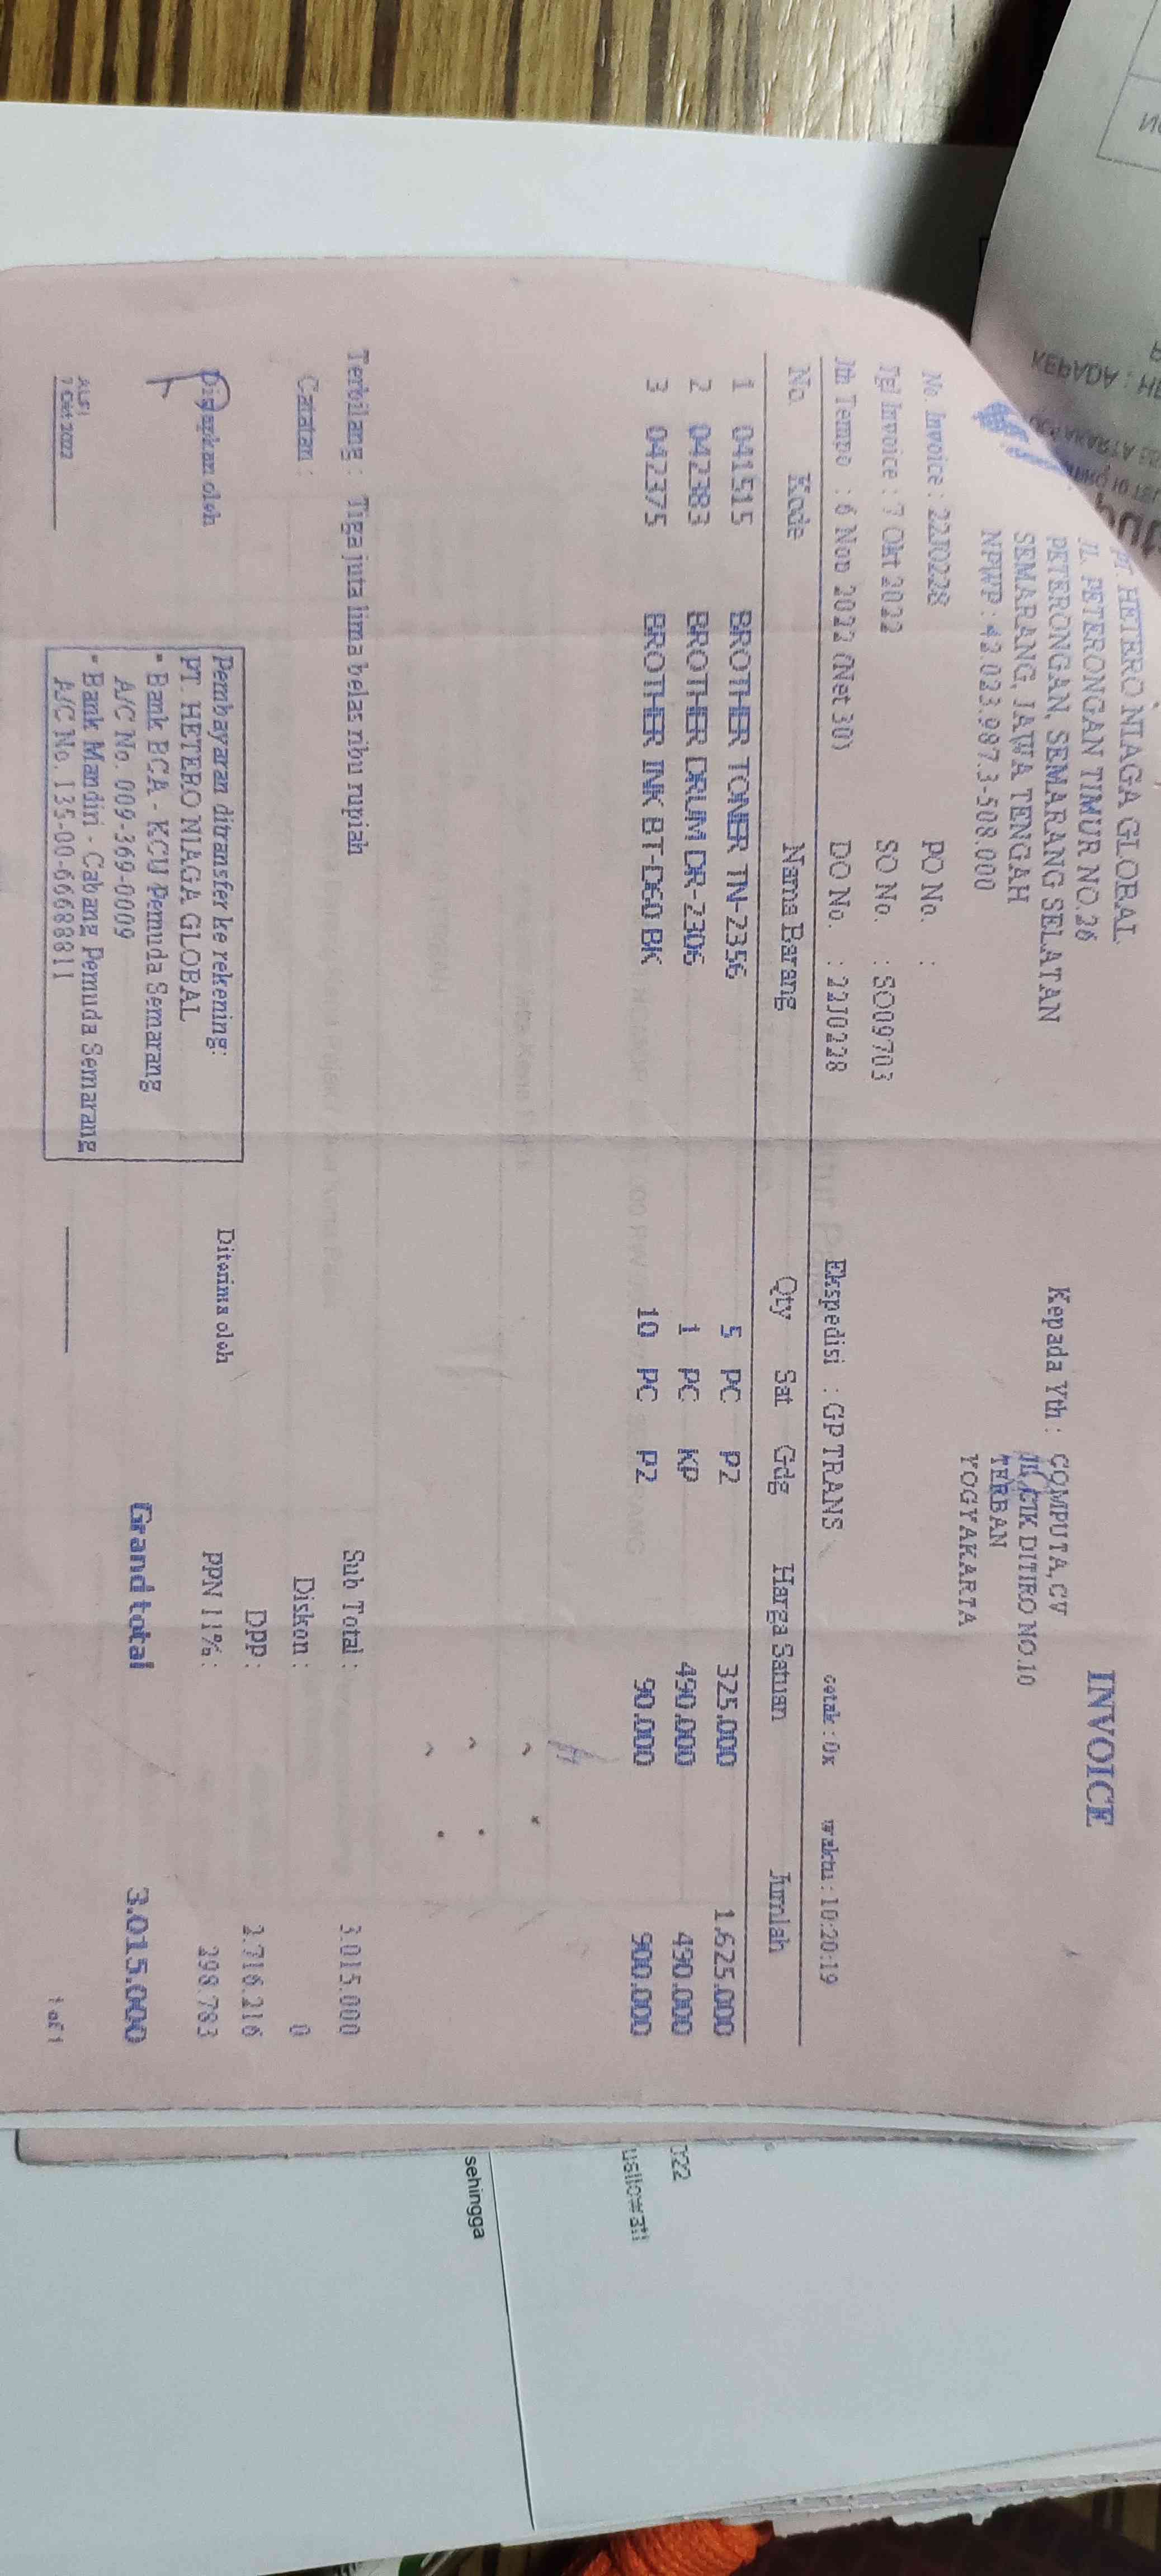 INVOICE
PT. HETERO NIAGA GLOBAL
JL. PETERONGAN TIMUR NO.26
PETERONGAN, SEMARANG SELATAN
SEMARANG, JAWA TENGAH
NPWP : 42.023.987.3-508.000
Kepada Yth : COMPUTA, CV
JL. CIK DITIRO NO.10
TERBAN
YOGYAKARTA
No. Invoice : 22J0228 PO No. :
Tgl Invoice : 7 Okt 2022 SO No. : SO09703
Jth Tempo : 6 Nop 2022 (Net 30) DO No. : 22J0228 Ekspedisi : GP TRANS cetak : 0x waktu : 10:20:19
No. Kode Nama Barang Qty Sat Gdg Harga Satuan Jumlah
1 041515 BROTHER TONER TN-2356 5 PC P2 325.000 1.625.000
2 042383 BROTHER DRUM DR-2306 1 PC KP 490.000 490.000
3 042375 BROTHER INK BT-D60 BK 10 PC P2 90.000 900.000
Terbilang : Tiga juta lima belas ribu rupiah
Sub Total : 3.015.000
Catatan :
Diskon : 0
DPP : 2.716.216
PPN 11% : 298.783
Grand total 3.015.000
Disiapkan oleh
ALFI
7 Okt 2022
Pembayaran ditransfer ke rekening:
PT. HETERO NIAGA GLOBAL
* Bank BCA - KCU Pemuda Semarang
A/C No. 009-369-0009
* Bank Mandiri - Cabang Pemuda Semarang
A/C No. 135-00-6668881 1
Diterima oleh
1 of 1
KEPADA :
022
sehingga